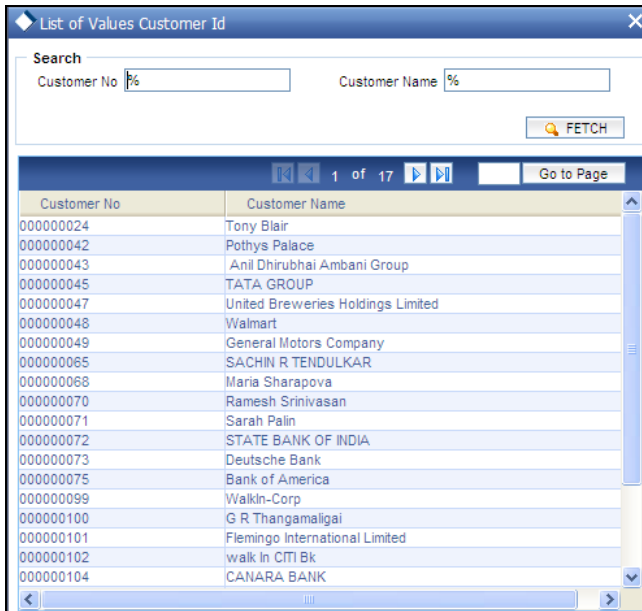 List of Values Customer Id
Search
Customer No %
Customer Name %
FETCH
1 of 17 Go to Page
Customer No Customer Name
000000024 Tony Blair
000000042 Pothys Palace
000000043 Anil Dhirubhai Ambani Group
000000045 TATA GROUP
000000047 United Breweries Holdings Limited
000000048 Walmart
000000049 General Motors Company
000000065 SACHIN R TENDULKAR
000000068 Maria Sharapova
000000070 Ramesh Srinivasan
000000071 Sarah Palin
000000072 STATE BANK OF INDIA
000000073 Deutsche Bank
000000075 Bank of America
000000099 WalkIn-Corp
000000100 G R Thangamaligai
000000101 Flemingo International Limited
000000102 walk In CITI Bk
000000104 CANARA BANK